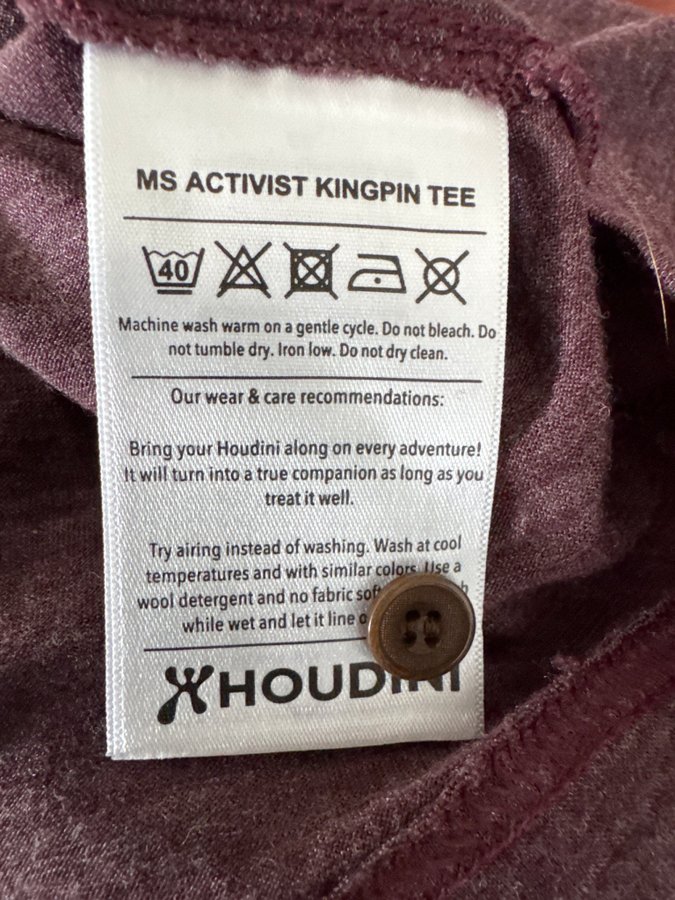 MS ACTIVIST KINGPIN TEE
40
Machine wash warm on a gentle cycle. Do not bleach. Do
not tumble dry. Iron low. Do not dry clean.
Our wear & care recommendations:
Bring your Houdini along on every adventure!
It will turn into a true companion as long as you
treat it well.
Try airing instead of washing. Wash at cool
temperatures and with similar colors. Use a
wool detergent and no fabric
while wet and let it line
HOUDINI